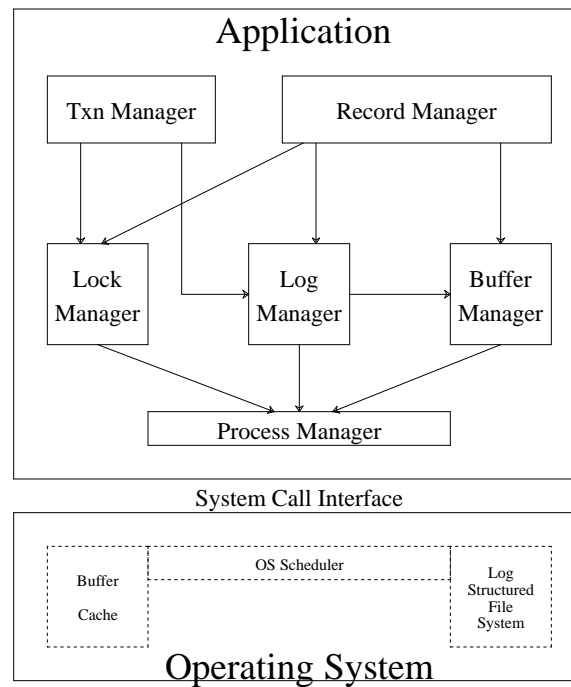 Application
Txn Manager
Record Manager
Lock
Manager
Log
Manager
Buffer
Manager
Process Manager
System Call Interface
Buffer
Cache
OS Scheduler
Log
Structured
File
System
Operating System